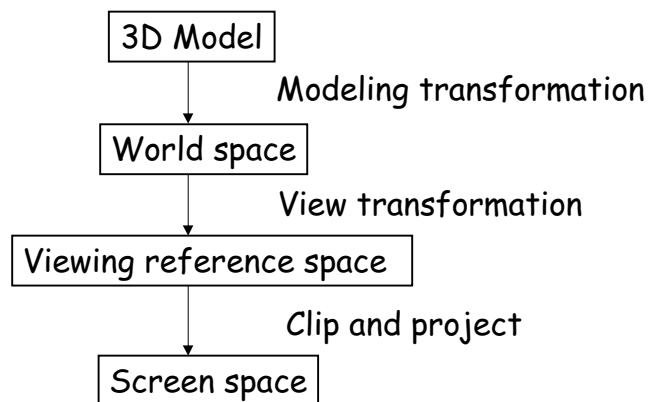 3D Model
Modeling transformation
World space
View transformation
Viewing reference space
Clip and project
Screen space